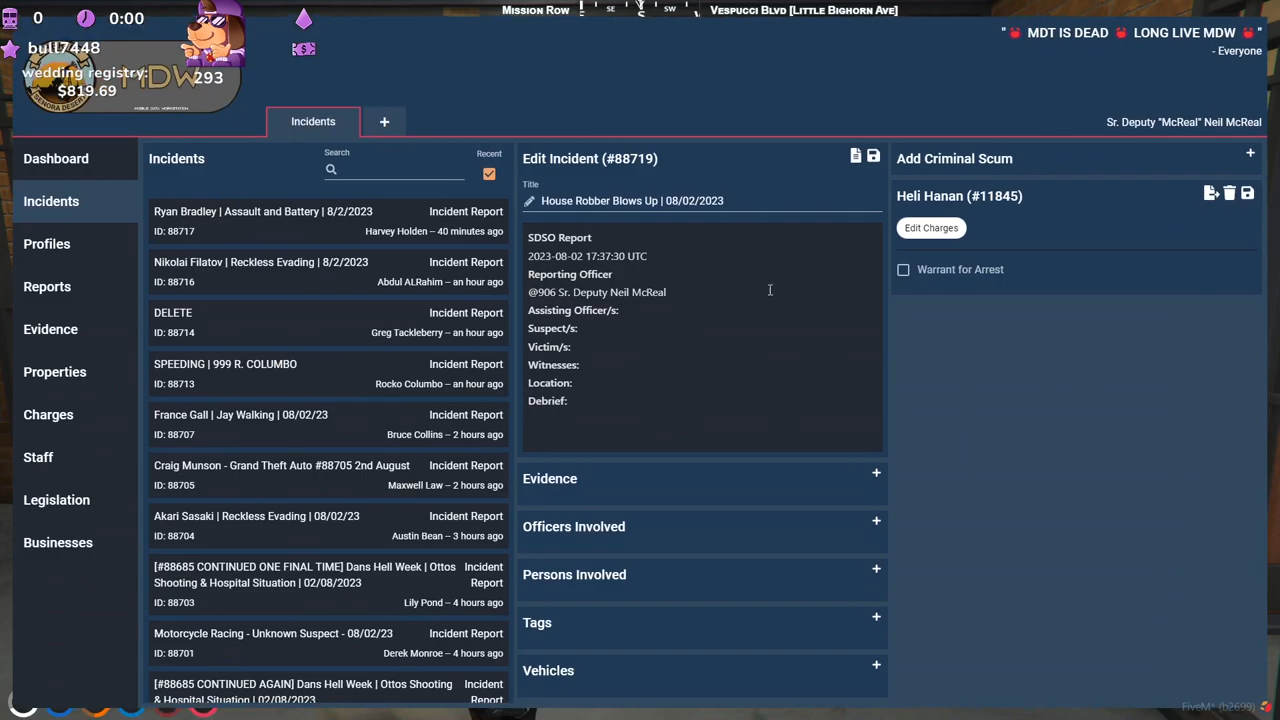 Mission Row
SE
SW
Vespucci Blvd [Little Bighorn Ave]
0
0:00
bull7448
wedding registry:
$819.69
293
MDW
SENORA DESERT
MOBILE DATA WORKSTATION
" MDT IS DEAD LONG LIVE MDW "
- Everyone
Incidents
+
Sr. Deputy "McReal" Neil McReal
Dashboard
Incidents
Profiles
Reports
Evidence
Properties
Charges
Staff
Legislation
Businesses
Incidents
Search
Recent
Ryan Bradley | Assault and Battery | 8/2/2023
Incident Report
ID: 88717
Harvey Holden – 40 minutes ago
Nikolai Filatov | Reckless Evading | 8/2/2023
Incident Report
ID: 88716
Abdul ALRahim – an hour ago
DELETE
Incident Report
ID: 88714
Greg Tackleberry – an hour ago
SPEEDING | 999 R. COLUMBO
Incident Report
ID: 88713
Rocko Columbo – an hour ago
France Gall | Jay Walking | 08/02/23
Incident Report
ID: 88707
Bruce Collins – 2 hours ago
Craig Munson - Grand Theft Auto #88705 2nd August
Incident Report
ID: 88705
Maxwell Law – 2 hours ago
Akari Sasaki | Reckless Evading | 08/02/23
Incident Report
ID: 88704
Austin Bean – 3 hours ago
[#88685 CONTINUED ONE FINAL TIME] Dans Hell Week | Ottos
Shooting & Hospital Situation | 02/08/2023
Incident
Report
ID: 88703
Lily Pond – 4 hours ago
Motorcycle Racing - Unknown Suspect - 08/02/23
Incident Report
ID: 88701
Derek Monroe – 4 hours ago
[#88685 CONTINUED AGAIN] Dans Hell Week | Ottos Shooting
& Hospital Situation | 02/08/2023
Incident
Report
Edit Incident (#88719)
Title
House Robber Blows Up | 08/02/2023
SDSO Report
2023-08-02 17:37:30 UTC
Reporting Officer
@906 Sr. Deputy Neil McReal
Assisting Officer/s:
Suspect/s:
Victim/s:
Witnesses:
Location:
Debrief:
Evidence
+
Officers Involved
+
Persons Involved
+
Tags
+
Vehicles
+
Add Criminal Scum
+
Heli Hanan (#11845)
Edit Charges
Warrant for Arrest
FiveM* (b2699)